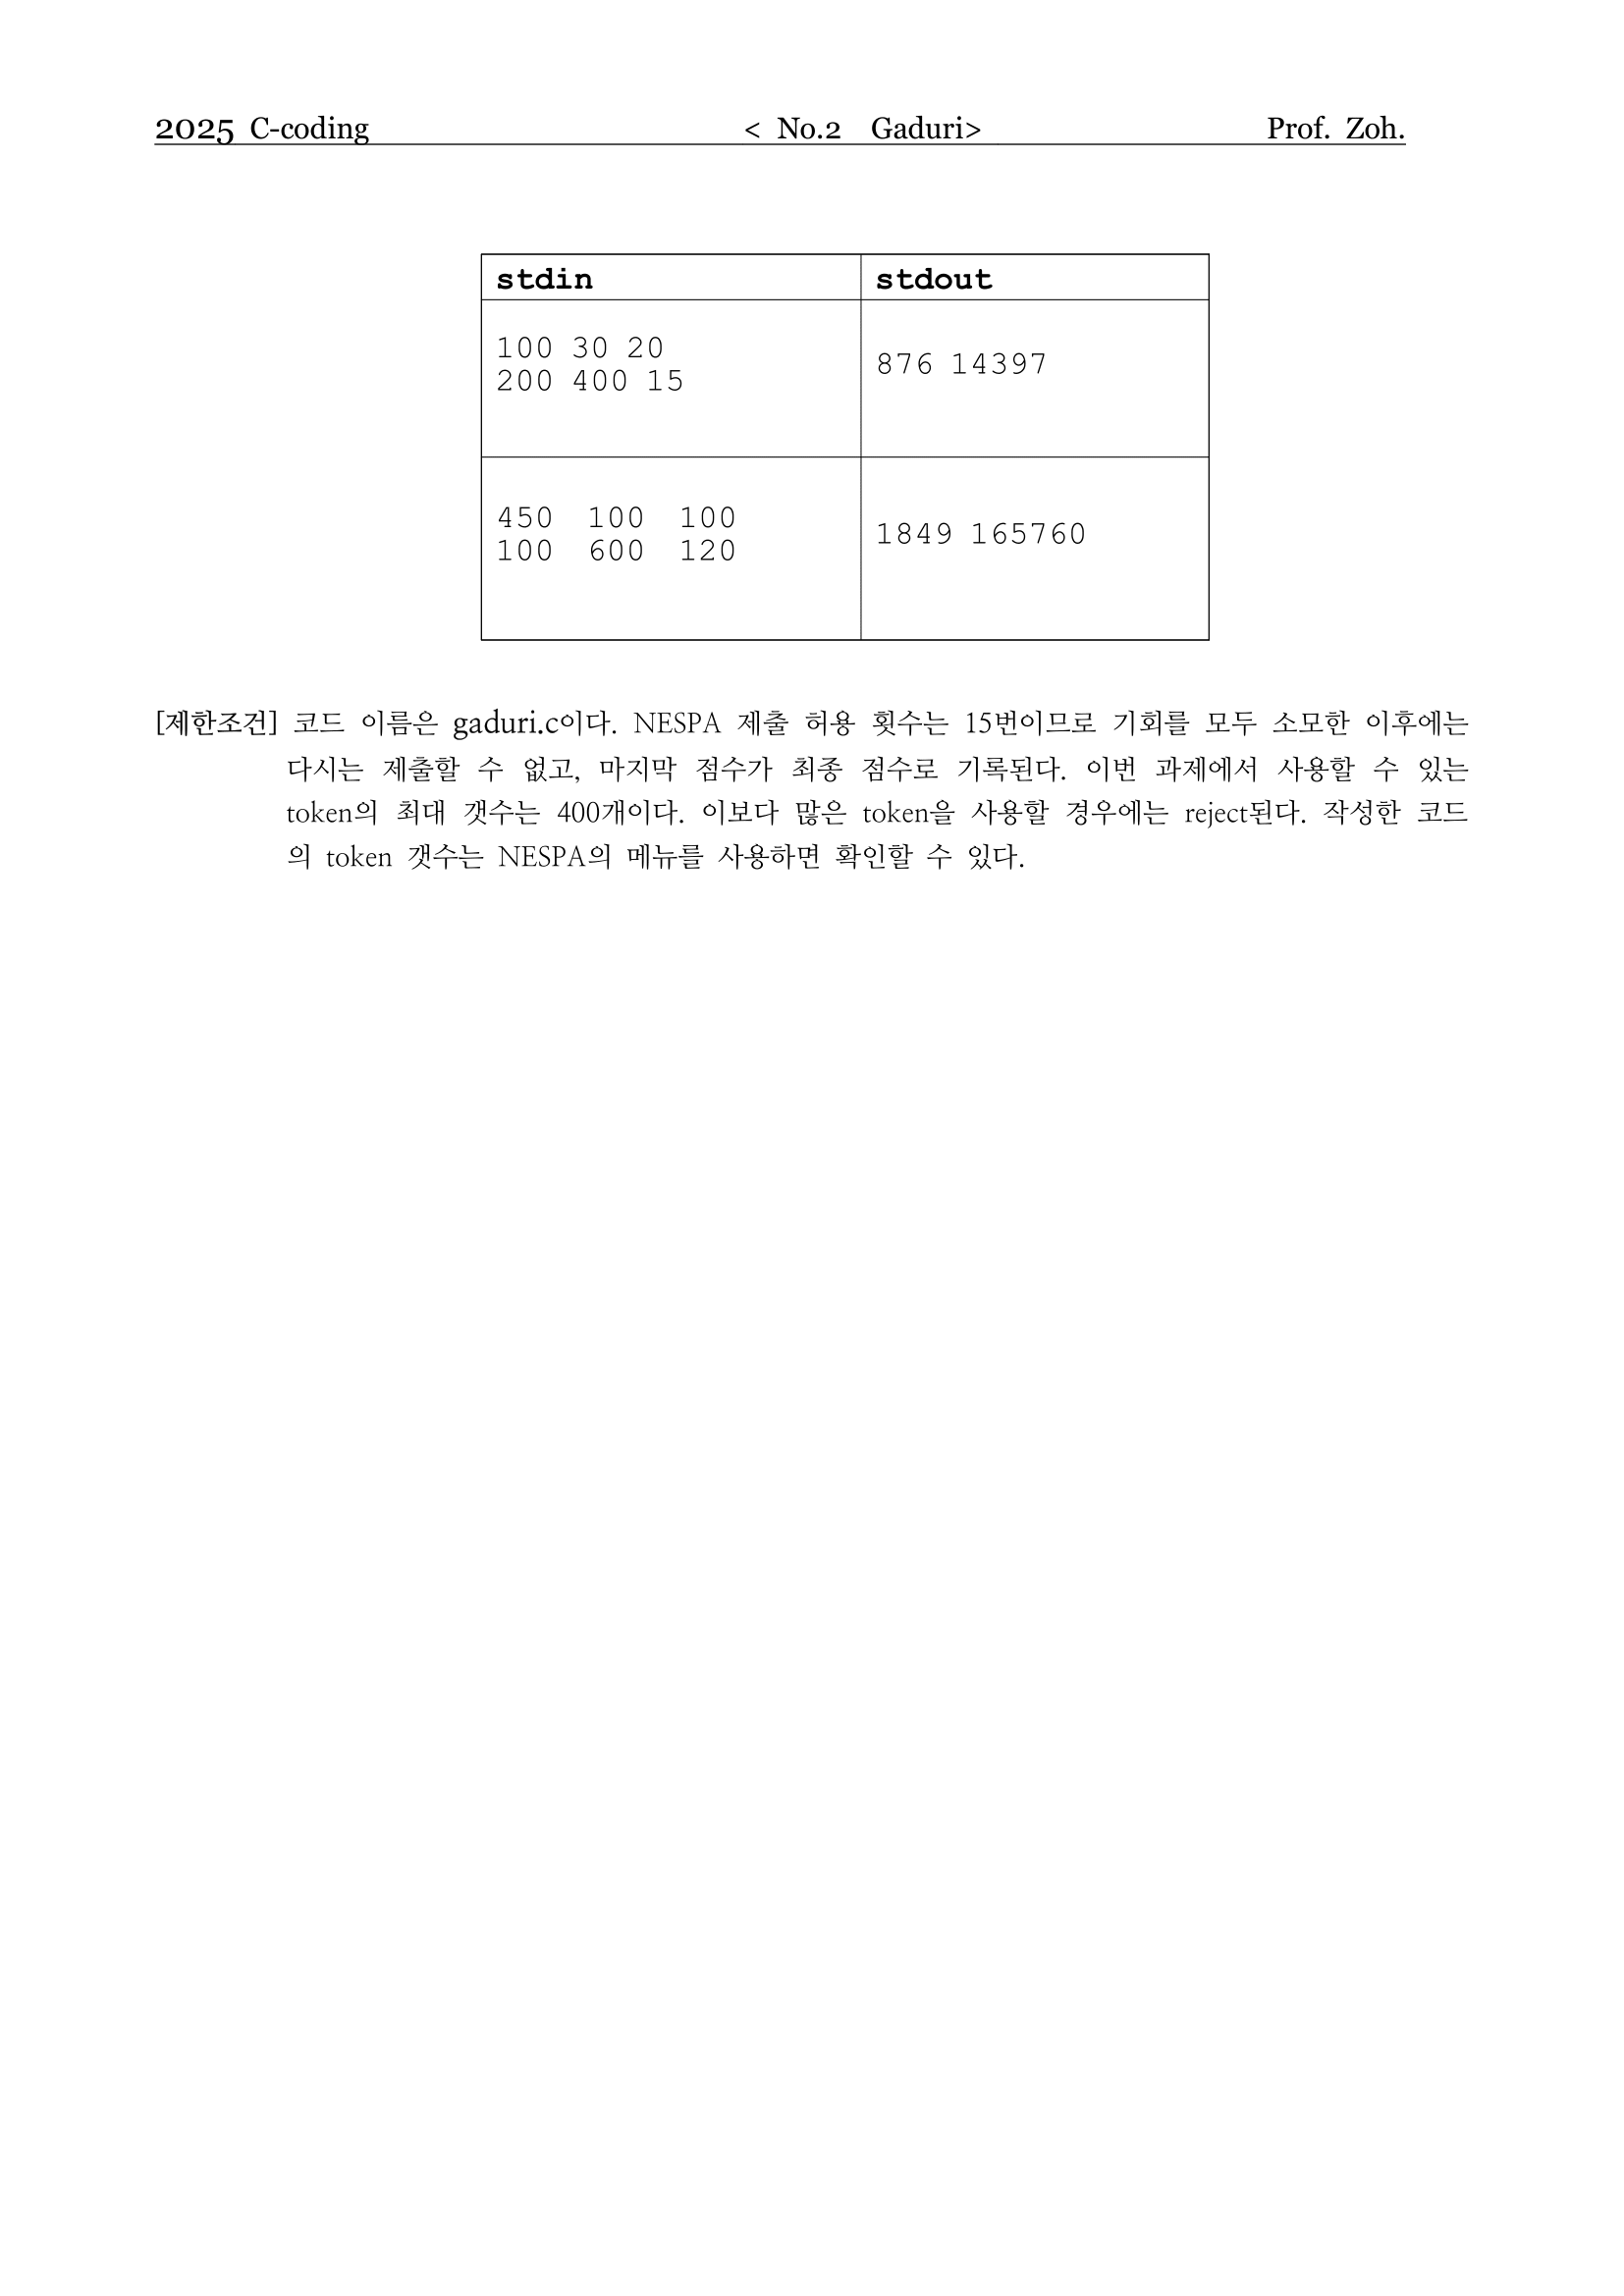 2025 C-coding < No.2 Gaduri> Prof. Zoh.
stdin stdout
100 30 20
200 400 15
876 14397
450 100 100
100 600 120
1849 165760
[제한조건] 코드 이름은 gaduri.c이다. NESPA 제출 허용 횟수는 15번이므로 기회를 모두 소모한 이후에는
다시는 제출할 수 없고, 마지막 점수가 최종 점수로 기록된다. 이번 과제에서 사용할 수 있는
token의 최대 갯수는 400개이다. 이보다 많은 token을 사용할 경우에는 reject된다. 작성한 코드
의 token 갯수는 NESPA의 메뉴를 사용하면 확인할 수 있다.